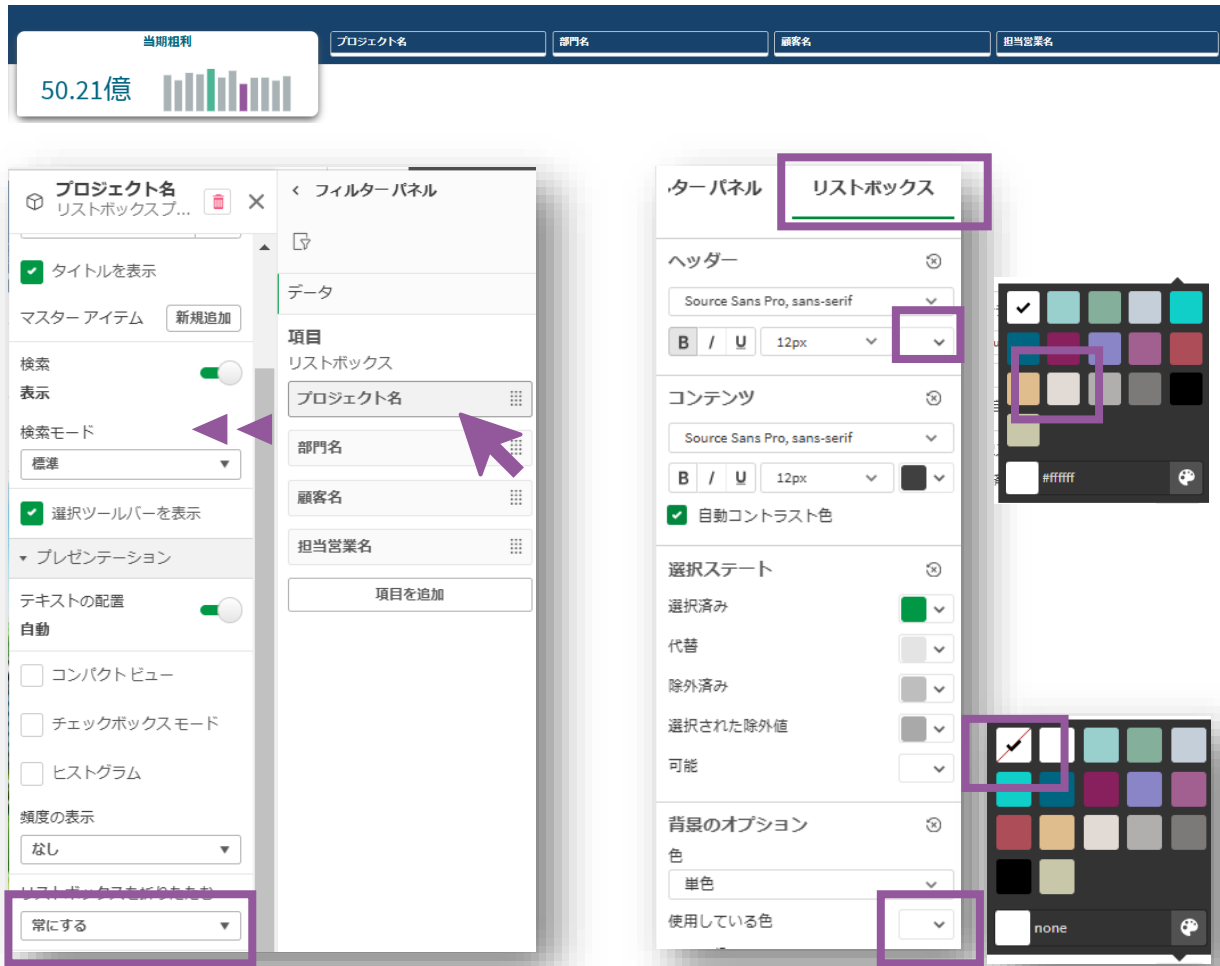 当期粗利
50.21億
プロジェクト名
部門名
顧客名
担当営業名
プロジェクト名
リストボックスプ...
タイトルを表示
マスター アイテム
新規追加
検索
表示
検索モード
標準
選択ツールバーを表示
プレゼンテーション
テキストの配置
自動
コンパクト ビュー
チェックボックス モード
ヒストグラム
頻度の表示
なし
リストボックスを折りたたむ
常にする
フィルター パネル
データ
項目
リストボックス
プロジェクト名
部門名
顧客名
担当営業名
項目を追加
ター パネル
リストボックス
ヘッダー
Source Sans Pro, sans-serif
B I U 12px
コンテンツ
Source Sans Pro, sans-serif
B I U 12px
自動コントラスト色
選択ステート
選択済み
代替
除外済み
選択された除外値
可能
背景のオプション
色
単色
使用している色
#ffffff
none